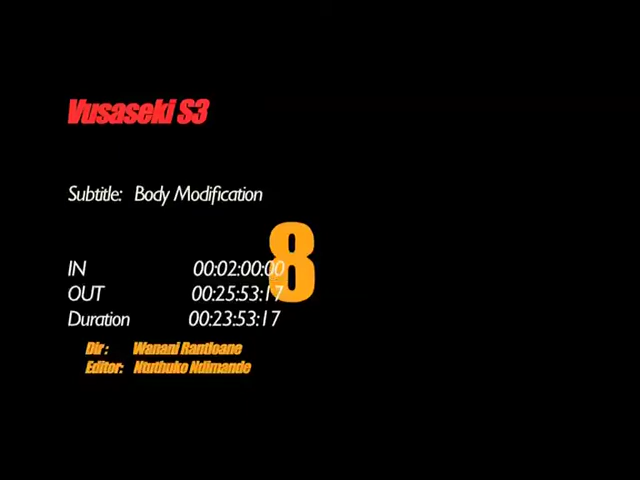 Vusaseki S3
Subtitle: Body Modification
8
IN 00:02:00:00
OUT 00:25:53:17
Duration 00:23:53:17
Dir : Wanani Rantloane
Editor: Ntuthuko Ndimande